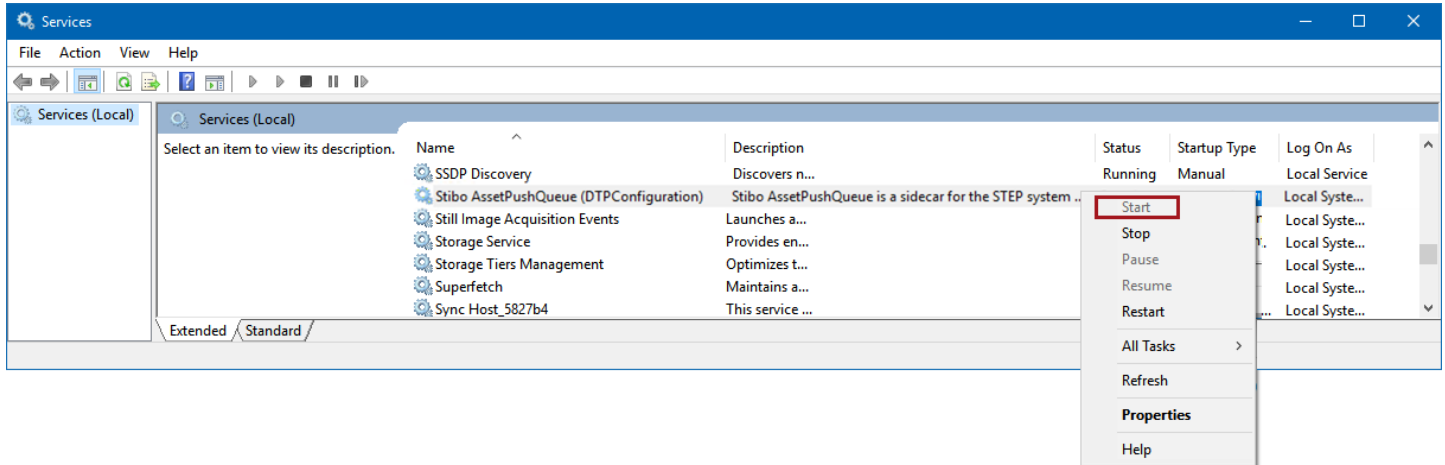 Services
File Action View Help
Services (Local)
Services (Local)
Select an item to view its description.
Name Description Status Startup Type Log On As
SSDP Discovery Discovers n... Running Manual Local Service
Stibo AssetPushQueue (DTPConfiguration) Stibo AssetPushQueue is a sidecar for the STEP system .. Local Syste...
Still Image Acquisition Events Launches a... Local Syste...
Storage Service Provides en... Local Syste...
Storage Tiers Management Optimizes t... Local Syste...
Superfetch Maintains a... Local Syste...
Sync Host_5827b4 This service ... Local Syste...
Extended Standard
Start
Stop
Pause
Resume
Restart
All Tasks
Refresh
Properties
Help